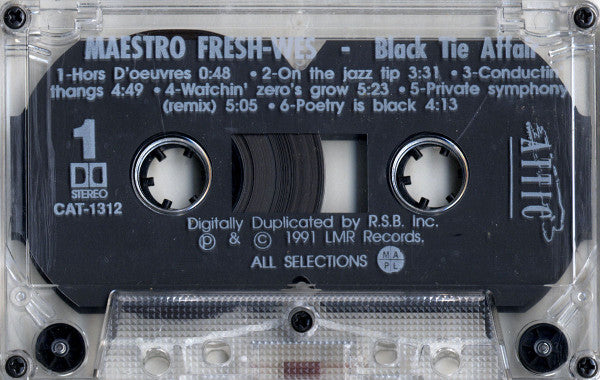 MAESTRO FRESH-WES - Black Tie Affair
1-Hors D'oeuvres 0:48 • 2-On the jazz tip 3:31 • 3-Conductin'
thangs 4:49 • 4-Watchin' zero's grow 5:23 • 5-Private symphony
(remix) 5:05 • 6-Poetry is black 4:13
1
STEREO
CAT-1312
ATTIC
Digitally Duplicated by R.S.B. Inc.
℗ & © 1991 LMR Records.
ALL SELECTIONS M A P L